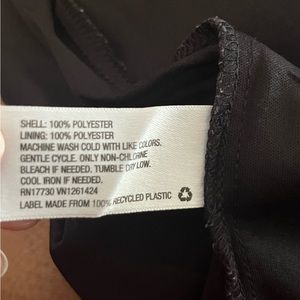 SHELL: 100% POLYESTER
LINING: 100% POLYESTER
MACHINE WASH COLD WITH LIKE COLORS.
GENTLE CYCLE. ONLY NON-CHLORINE
BLEACH IF NEEDED. TUMBLE DRY LOW.
COOL IRON IF NEEDED.
RN17730 VN1261424
LABEL MADE FROM 100% RECYCLED PLASTIC